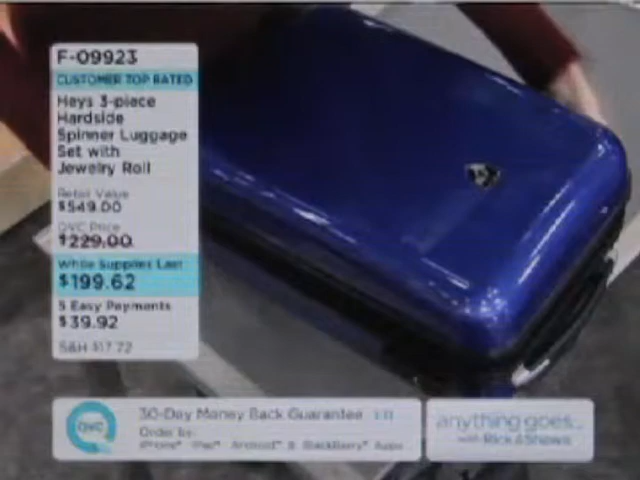 F-09923
CUSTOMER TOP RATED
Heys 3-piece
Hardside
Spinner Luggage
Set with
Jewelry Roll
Retail Value
$549.00
QVC Price
$229.00
While Supplies Last
$199.62
5 Easy Payments
$39.92
S&H $17.72
QVC
30-Day Money Back Guarantee
Order by:
iPhone® iPad® Android™ & BlackBerry® Apps
anything goes...
with Rick & Shawn